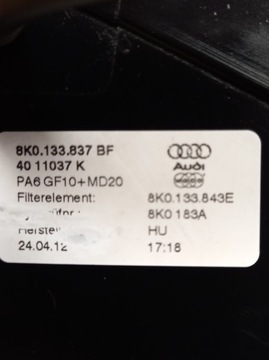 8K0.133.837 BF
40 11037 K
Audi
PA6 GF10+MD20
Filterelement: 8K0.133.843E
8K0 183A
HU
24.04.12 17:18